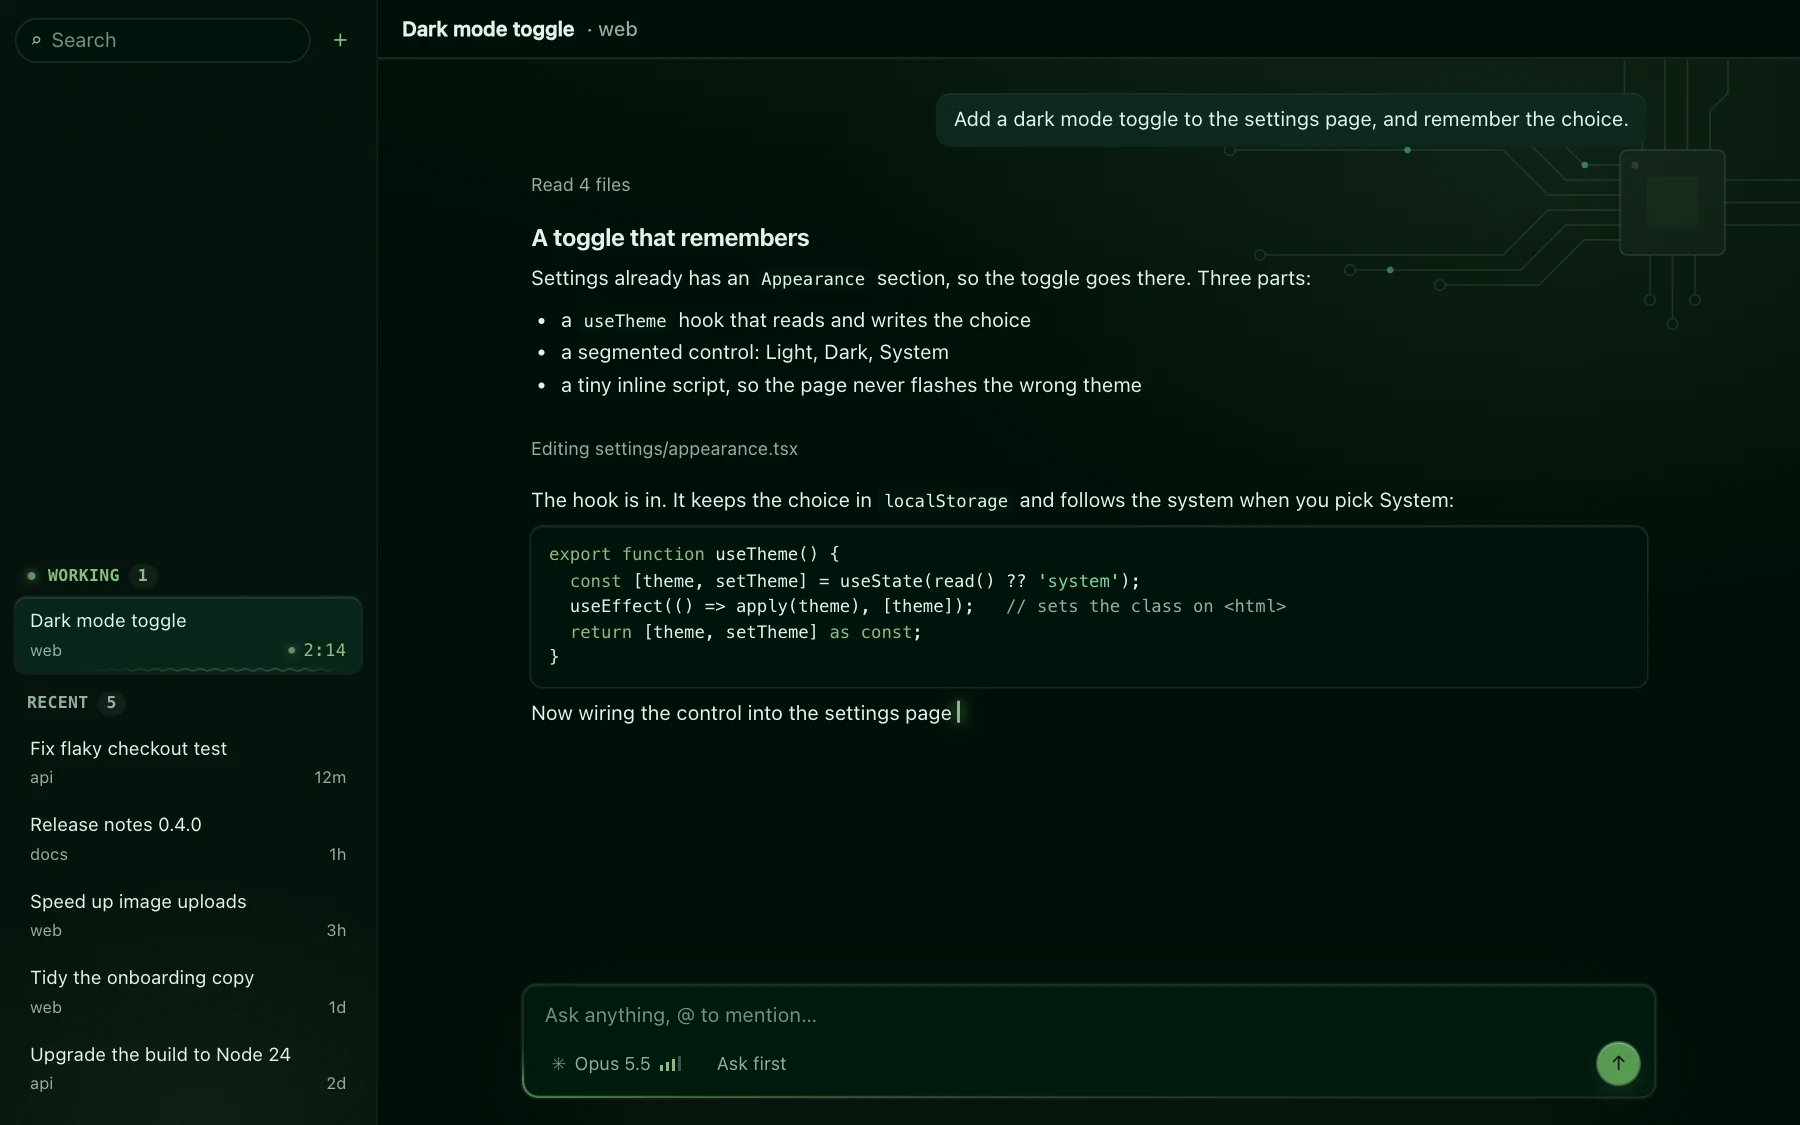 Search
+
WORKING 1
Dark mode toggle
web 2:14
RECENT 5
Fix flaky checkout test
api 12m
Release notes 0.4.0
docs 1h
Speed up image uploads
web 3h
Tidy the onboarding copy
web 1d
Upgrade the build to Node 24
api 2d
Dark mode toggle · web
Add a dark mode toggle to the settings page, and remember the choice.
Read 4 files
A toggle that remembers
Settings already has an Appearance section, so the toggle goes there. Three parts:
• a useTheme hook that reads and writes the choice
• a segmented control: Light, Dark, System
• a tiny inline script, so the page never flashes the wrong theme
Editing settings/appearance.tsx
The hook is in. It keeps the choice in localStorage and follows the system when you pick System:
export function useTheme() {
  const [theme, setTheme] = useState(read() ?? 'system');
  useEffect(() => apply(theme), [theme]);   // sets the class on <html>
  return [theme, setTheme] as const;
}
Now wiring the control into the settings page
Ask anything, @ to mention…
Opus 5.5 Ask first